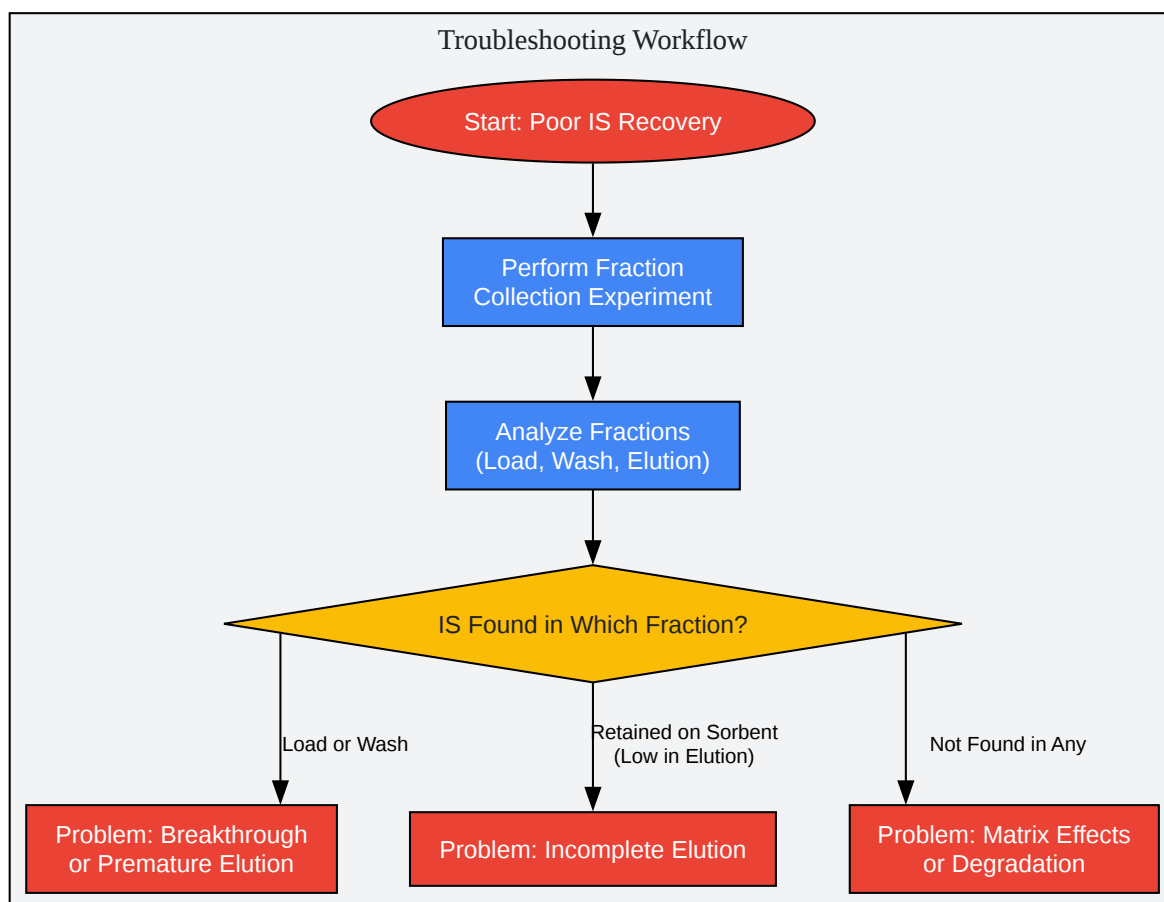 Troubleshooting Workflow
Start: Poor IS Recovery
Perform Fraction
Collection Experiment
Analyze Fractions
(Load, Wash, Elution)
IS Found in Which Fraction?
Load or Wash
Retained on Sorbent
(Low in Elution)
Not Found in Any
Problem: Breakthrough
or Premature Elution
Problem: Incomplete Elution
Problem: Matrix Effects
or Degradation